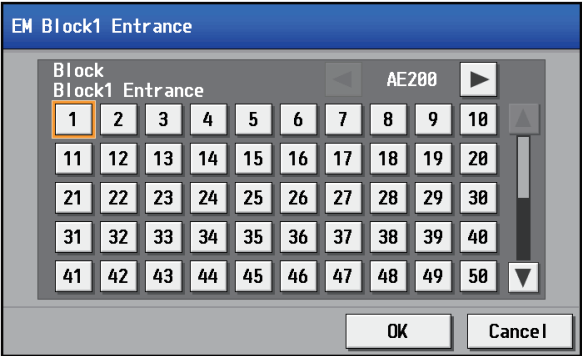 EM Block1 Entrance
Block
Block1 Entrance
AE200
1 2 3 4 5 6 7 8 9 10
11 12 13 14 15 16 17 18 19 20
21 22 23 24 25 26 27 28 29 30
31 32 33 34 35 36 37 38 39 40
41 42 43 44 45 46 47 48 49 50
OK Cancel